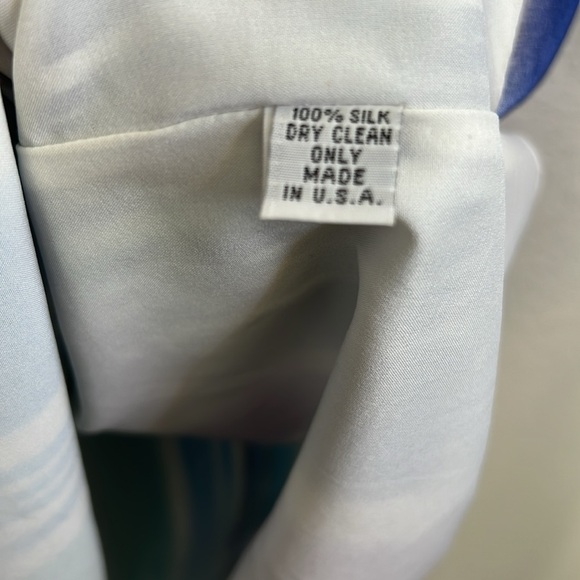 100% SILK
DRY CLEAN
ONLY
MADE
IN U.S.A.